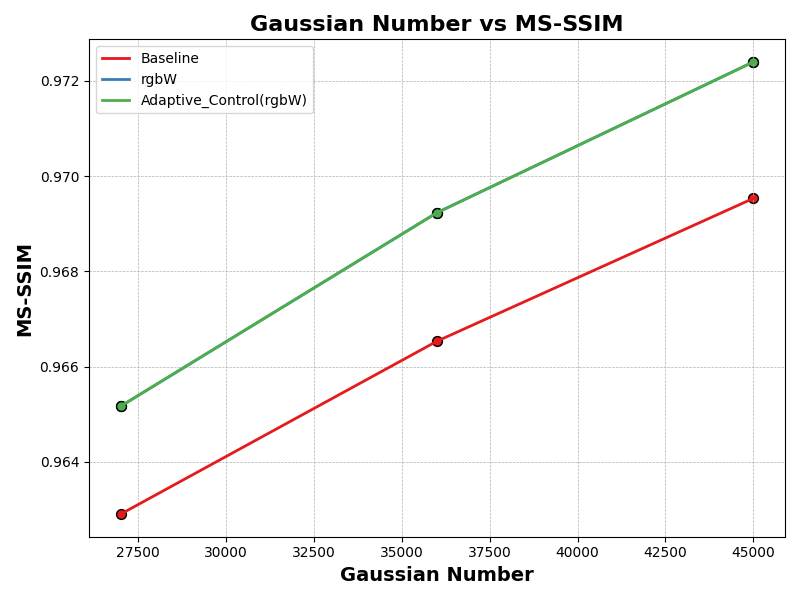 Gaussian Number vs MS-SSIM
Baseline
rgbW
Adaptive_Control(rgbW)
MS-SSIM
0.972
0.970
0.968
0.966
0.964
27500 30000 32500 35000 37500 40000 42500 45000
Gaussian Number